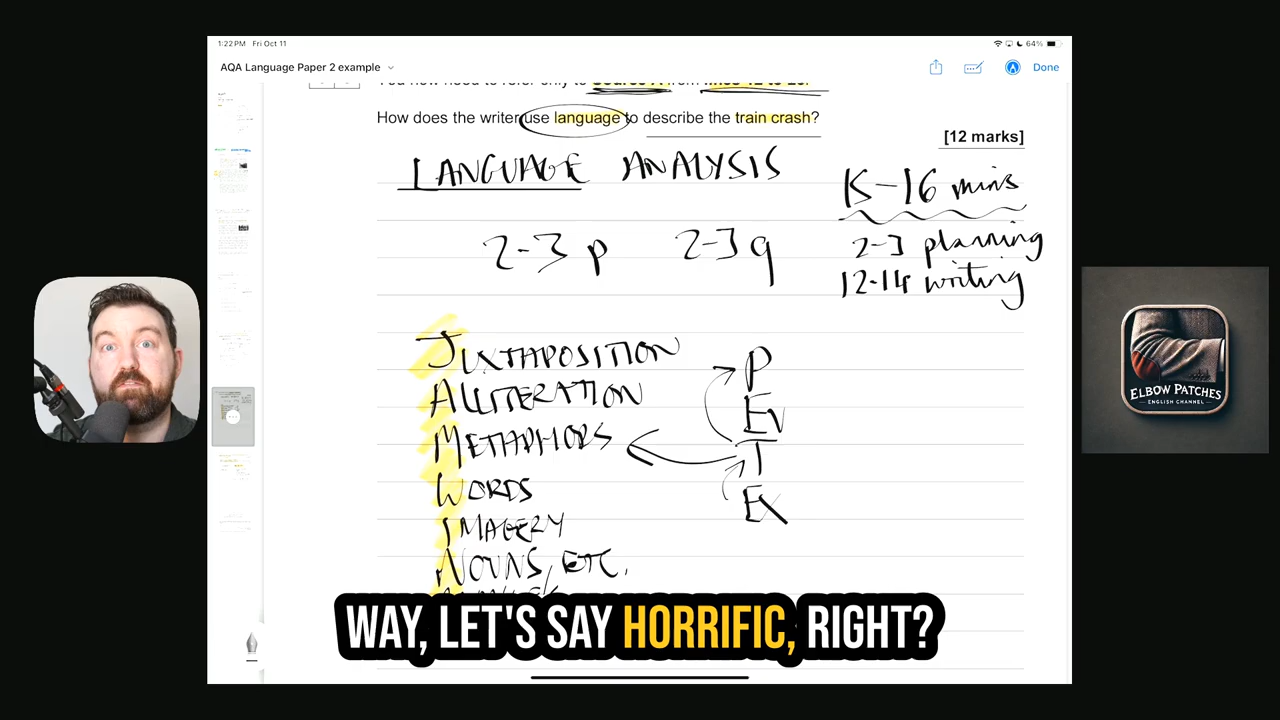 1:22 PM Fri Oct 11
64%
AQA Language Paper 2 example
Done
How does the writer use language to describe the train crash?
[12 marks]
LANGUAGE ANALYSIS
15-16 mins
2-3 p 2-3 q
2-3 planning
12-14 writing
JUXTAPOSITION
ALLITERATION
METAPHORS
WORDS
IMAGERY
NOUNS, ETC.
P
Ev
T
Ex
ELBOW PATCHES
ENGLISH CHANNEL
WAY, LET'S SAY HORRIFIC, RIGHT?